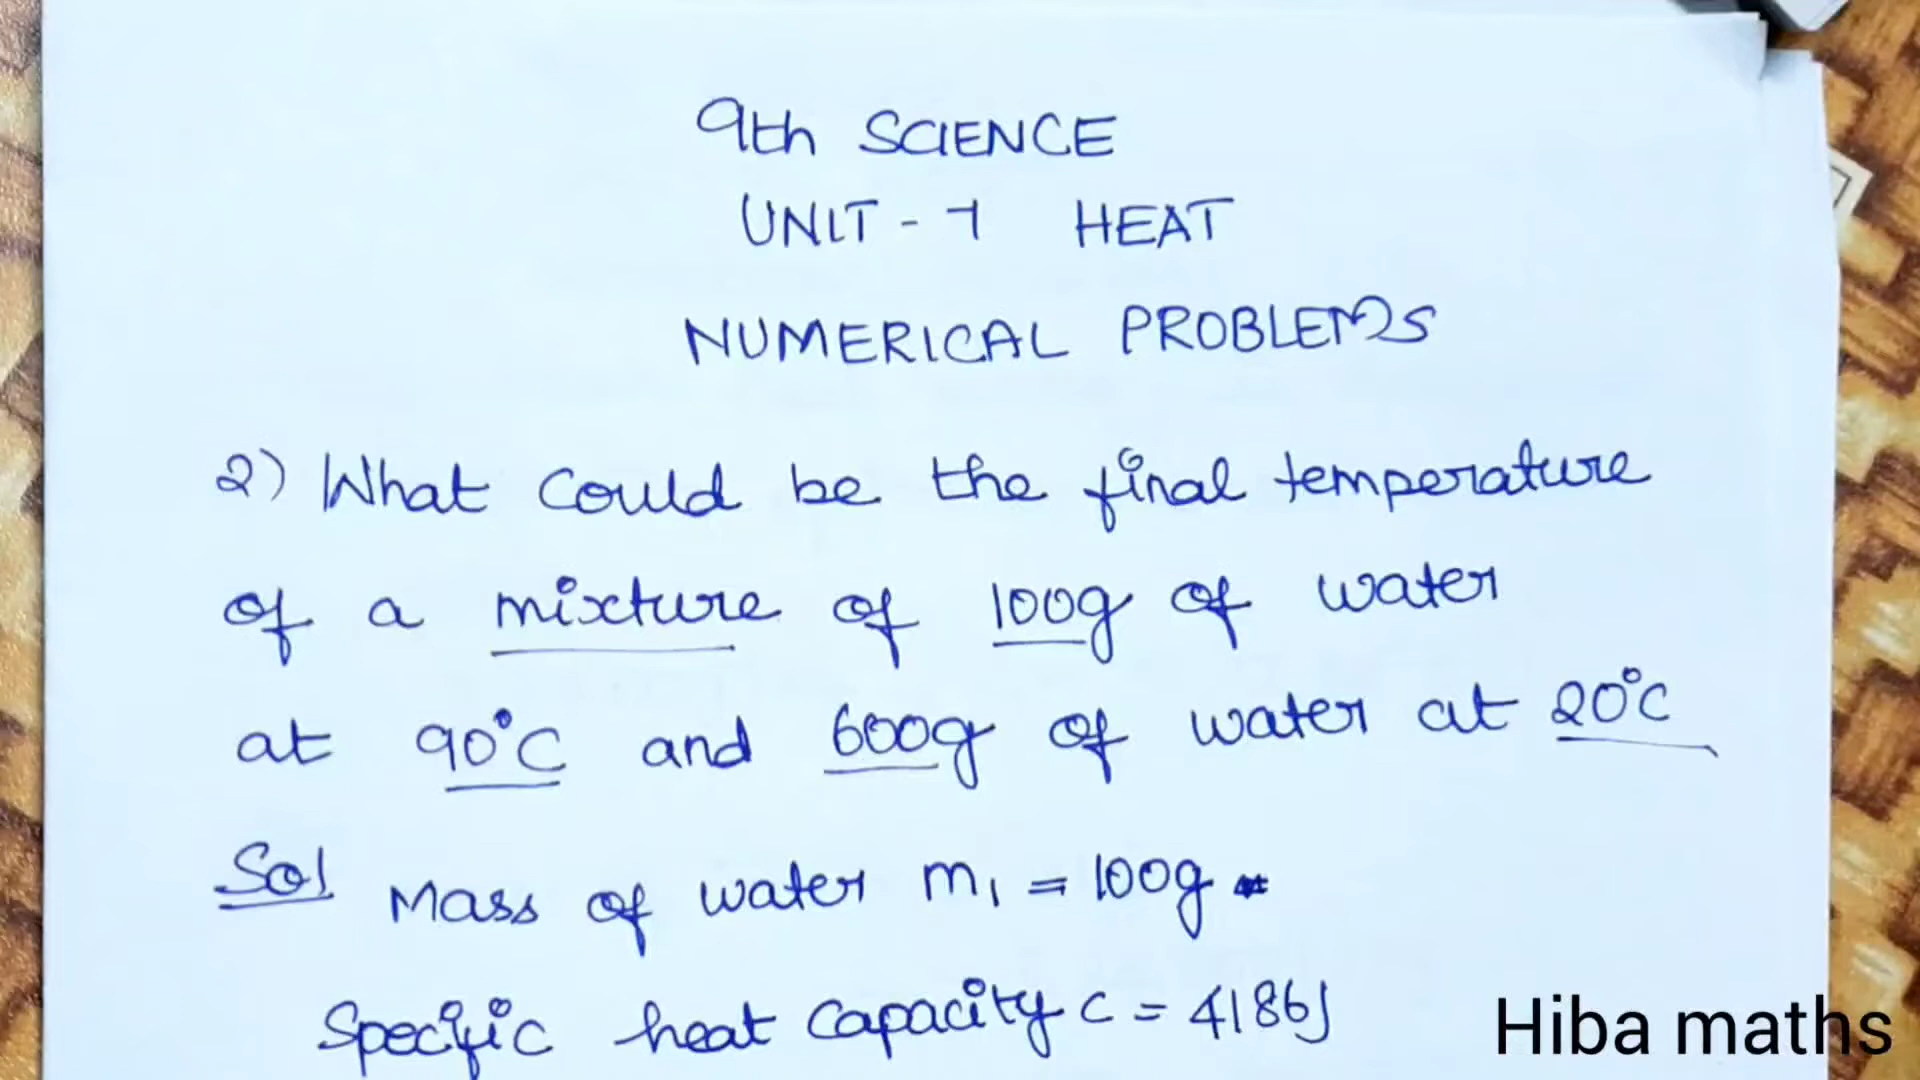 9th SCIENCE
UNIT - 7 HEAT
NUMERICAL PROBLEMS
2) What could be the final temperature
of a mixture of 100g of water
at 90°C and 600g of water at 20°C
Sol Mass of water m₁ = 100g
Specific heat capacity c = 4186J
Hiba maths